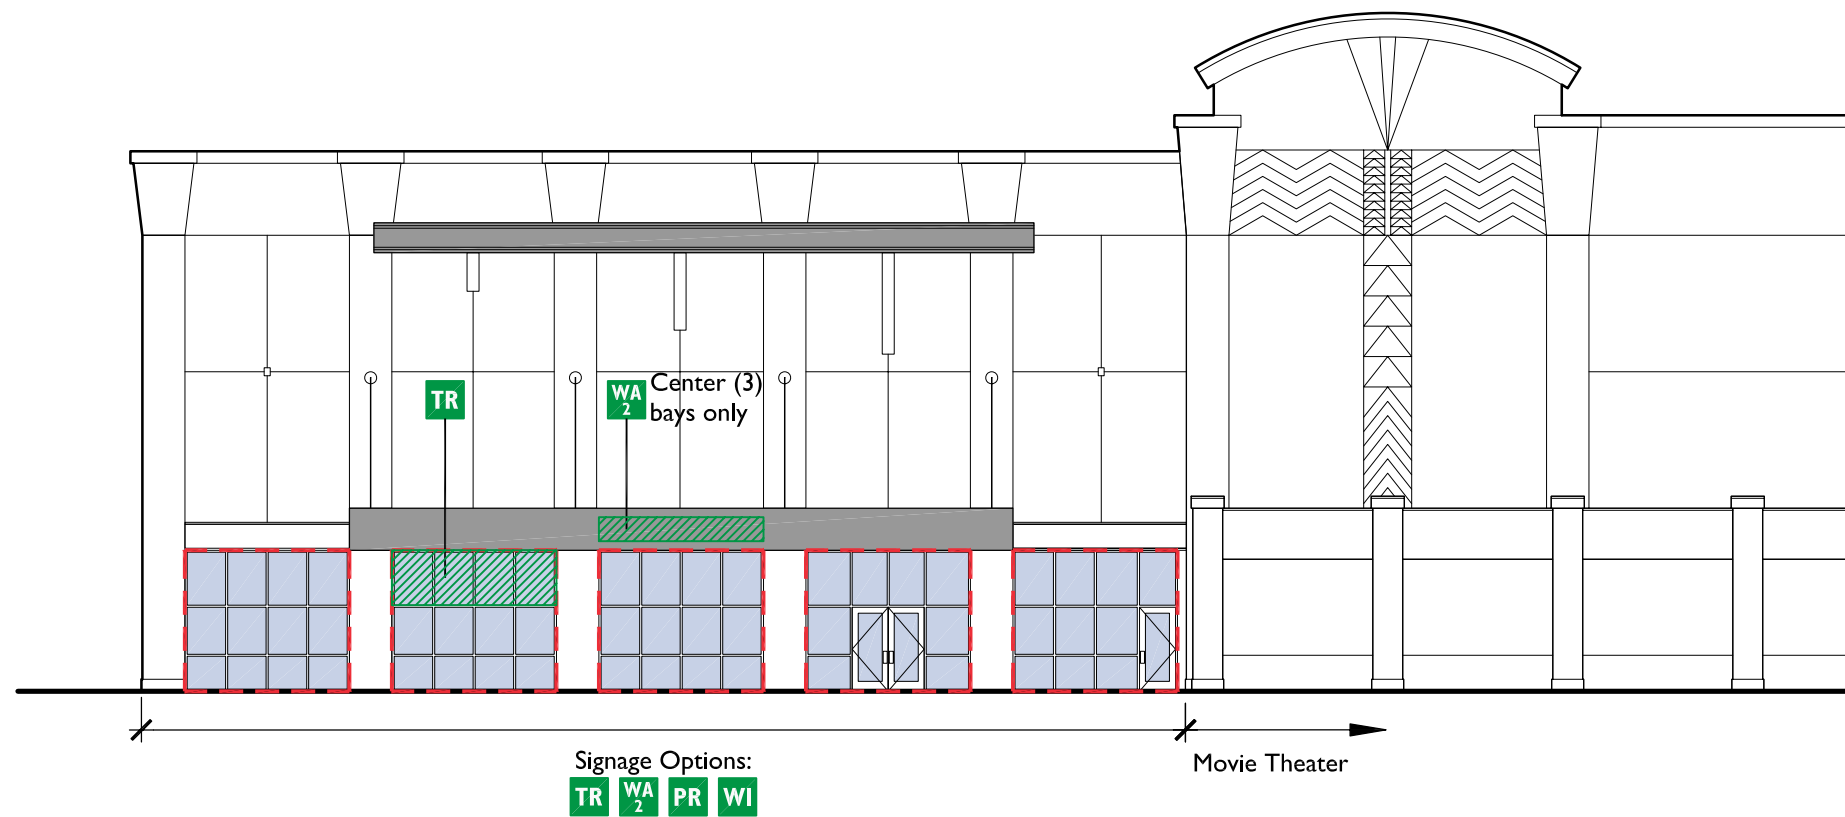 TR
WA
2
Center (3)
bays only
Signage Options:
TR WA 2 PR WI
Movie Theater